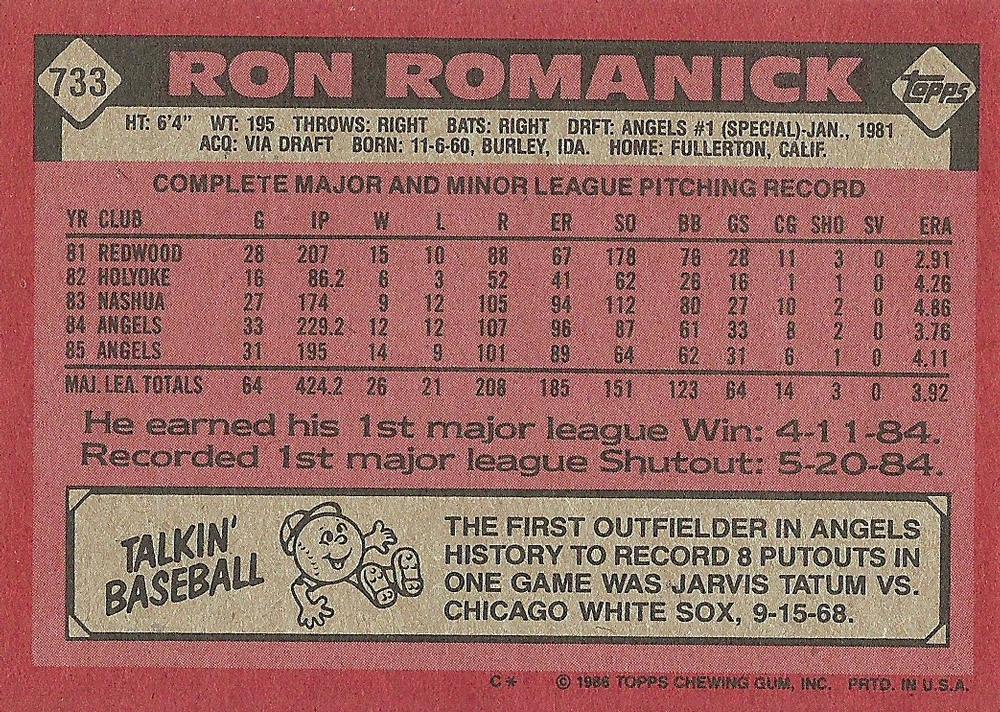 733 RON ROMANICK Topps
HT: 6'4" WT: 195 THROWS: RIGHT BATS: RIGHT DRFT: ANGELS #1 (SPECIAL)-JAN., 1981
ACQ: VIA DRAFT BORN: 11-6-60, BURLEY, IDA. HOME: FULLERTON, CALIF.
COMPLETE MAJOR AND MINOR LEAGUE PITCHING RECORD
YR CLUB G IP W L R ER SO BB GS CG SHO SV ERA
81 REDWOOD 28 207 15 10 88 67 178 76 28 11 3 0 2.91
82 HOLYOKE 16 86.2 6 3 52 41 62 26 16 1 1 0 4.26
83 NASHUA 27 174 9 12 105 94 112 80 27 10 2 0 4.86
84 ANGELS 33 229.2 12 12 107 96 87 61 33 8 2 0 3.76
85 ANGELS 31 195 14 9 101 89 64 62 31 6 1 0 4.11
MAJ. LEA. TOTALS 64 424.2 26 21 208 185 151 123 64 14 3 0 3.92
He earned his 1st major league Win: 4-11-84.
Recorded 1st major league Shutout: 5-20-84.
TALKIN'
BASEBALL
THE FIRST OUTFIELDER IN ANGELS
HISTORY TO RECORD 8 PUTOUTS IN
ONE GAME WAS JARVIS TATUM VS.
CHICAGO WHITE SOX, 9-15-68.
C* © 1986 TOPPS CHEWING GUM, INC. PRTD. IN U.S.A.